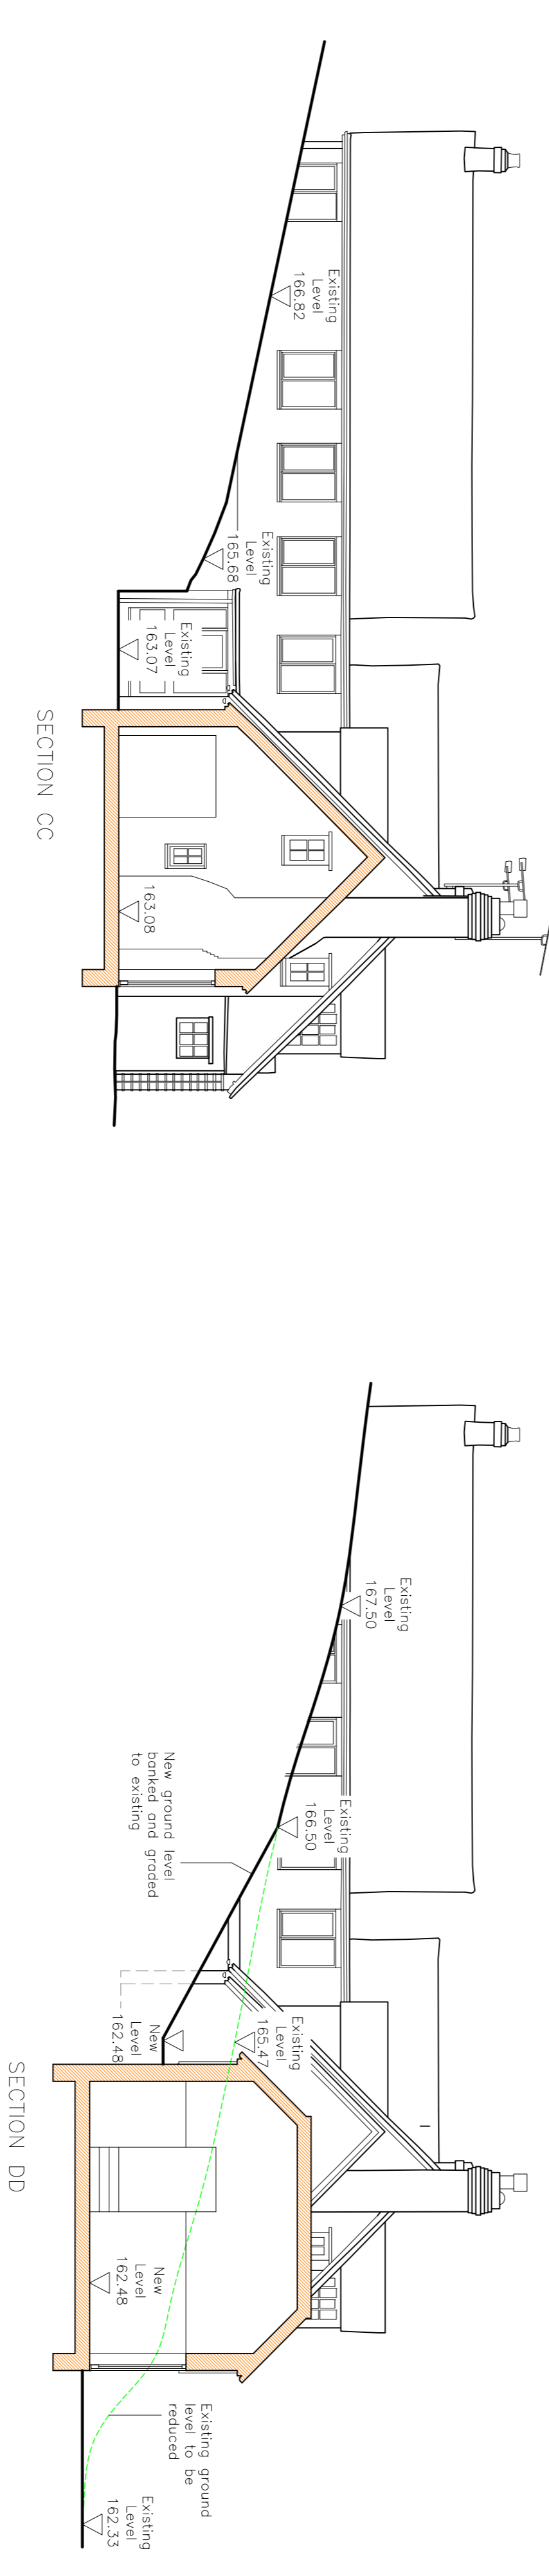 Existing
Level
166.82
Existing
Level
165.68
Existing
Level
163.07
163.08
SECTION CC
Existing
Level
167.50
Existing
Level
166.50
New ground level
banked and graded
to existing
Existing
Level
165.47
New
Level
162.48
New
Level
162.48
Existing ground
level to be
reduced
Existing
Level
162.33
SECTION DD